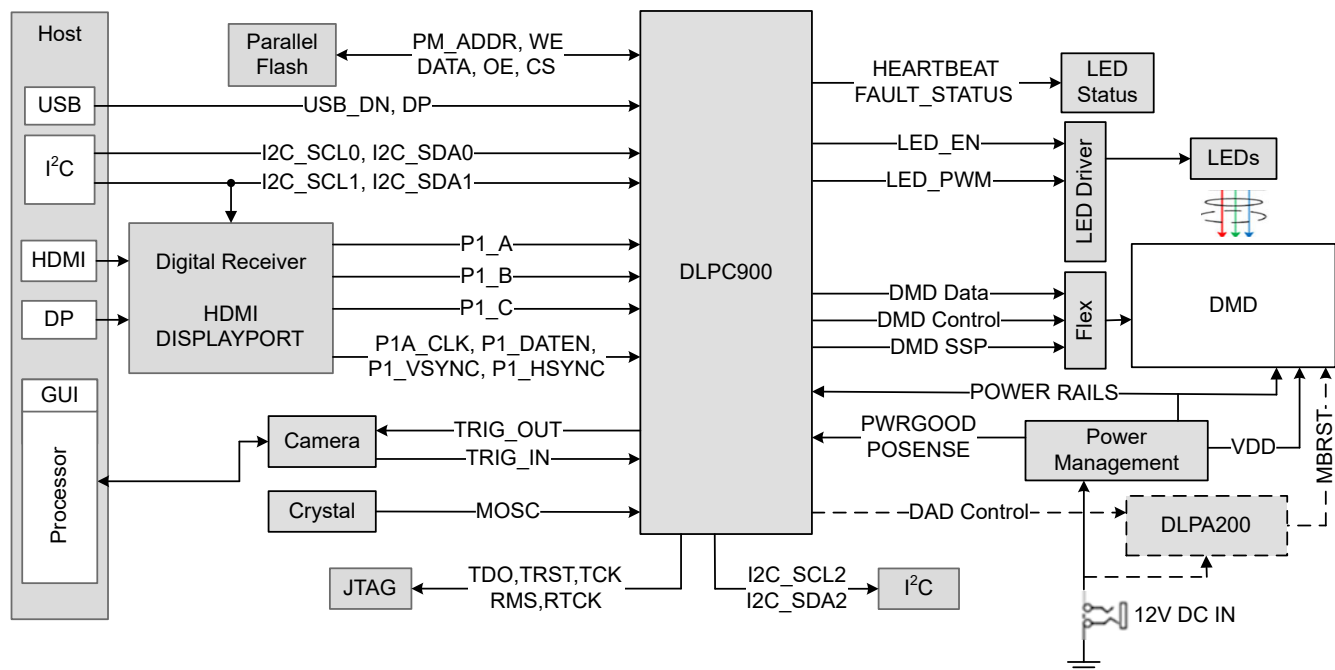 Host
USB
I²C
HDMI
DP
GUI
Processor
Parallel
Flash
PM_ADDR, WE
DATA, OE, CS
USB_DN, DP
I2C_SCL0, I2C_SDA0
I2C_SCL1, I2C_SDA1
Digital Receiver
HDMI
DISPLAYPORT
P1_A
P1_B
P1_C
P1A_CLK, P1_DATEN,
P1_VSYNC, P1_HSYNC
Camera
TRIG_OUT
TRIG_IN
Crystal
MOSC
JTAG
TDO,TRST,TCK
RMS,RTCK
DLPC900
I2C_SCL2
I2C_SDA2
I²C
HEARTBEAT
FAULT_STATUS
LED
Status
LED_EN
LED_PWM
LED Driver
LEDs
DMD Data
DMD Control
DMD SSP
Flex
DMD
POWER RAILS
PWRGOOD
POSENSE
Power
Management
VDD
MBRST
DAD Control
DLPA200
12V DC IN